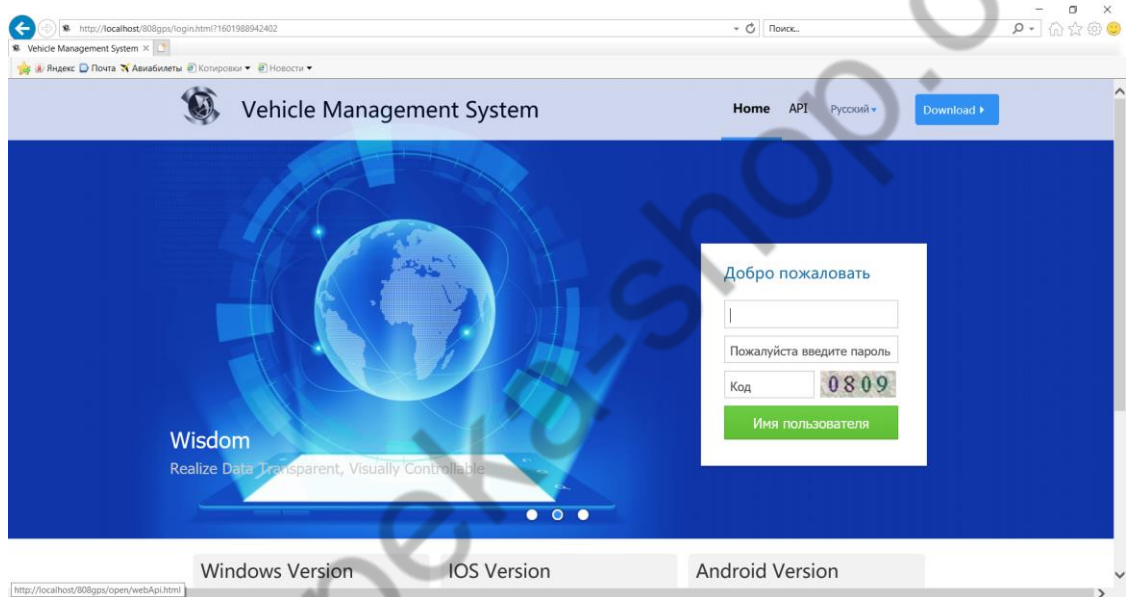 http://localhost/808gps/login.html?1601988942402
Поиск...
Vehicle Management System
Яндекс Почта Авиабилеты Котировки Новости
Vehicle Management System
Home API Русский Download
Добро пожаловать
Пожалуйста введите пароль
Код 0809
Имя пользователя
Wisdom
Realize Data Transparent, Visually Controllable
Windows Version IOS Version Android Version
http://localhost/808gps/open/webApi.html
peka-shop.